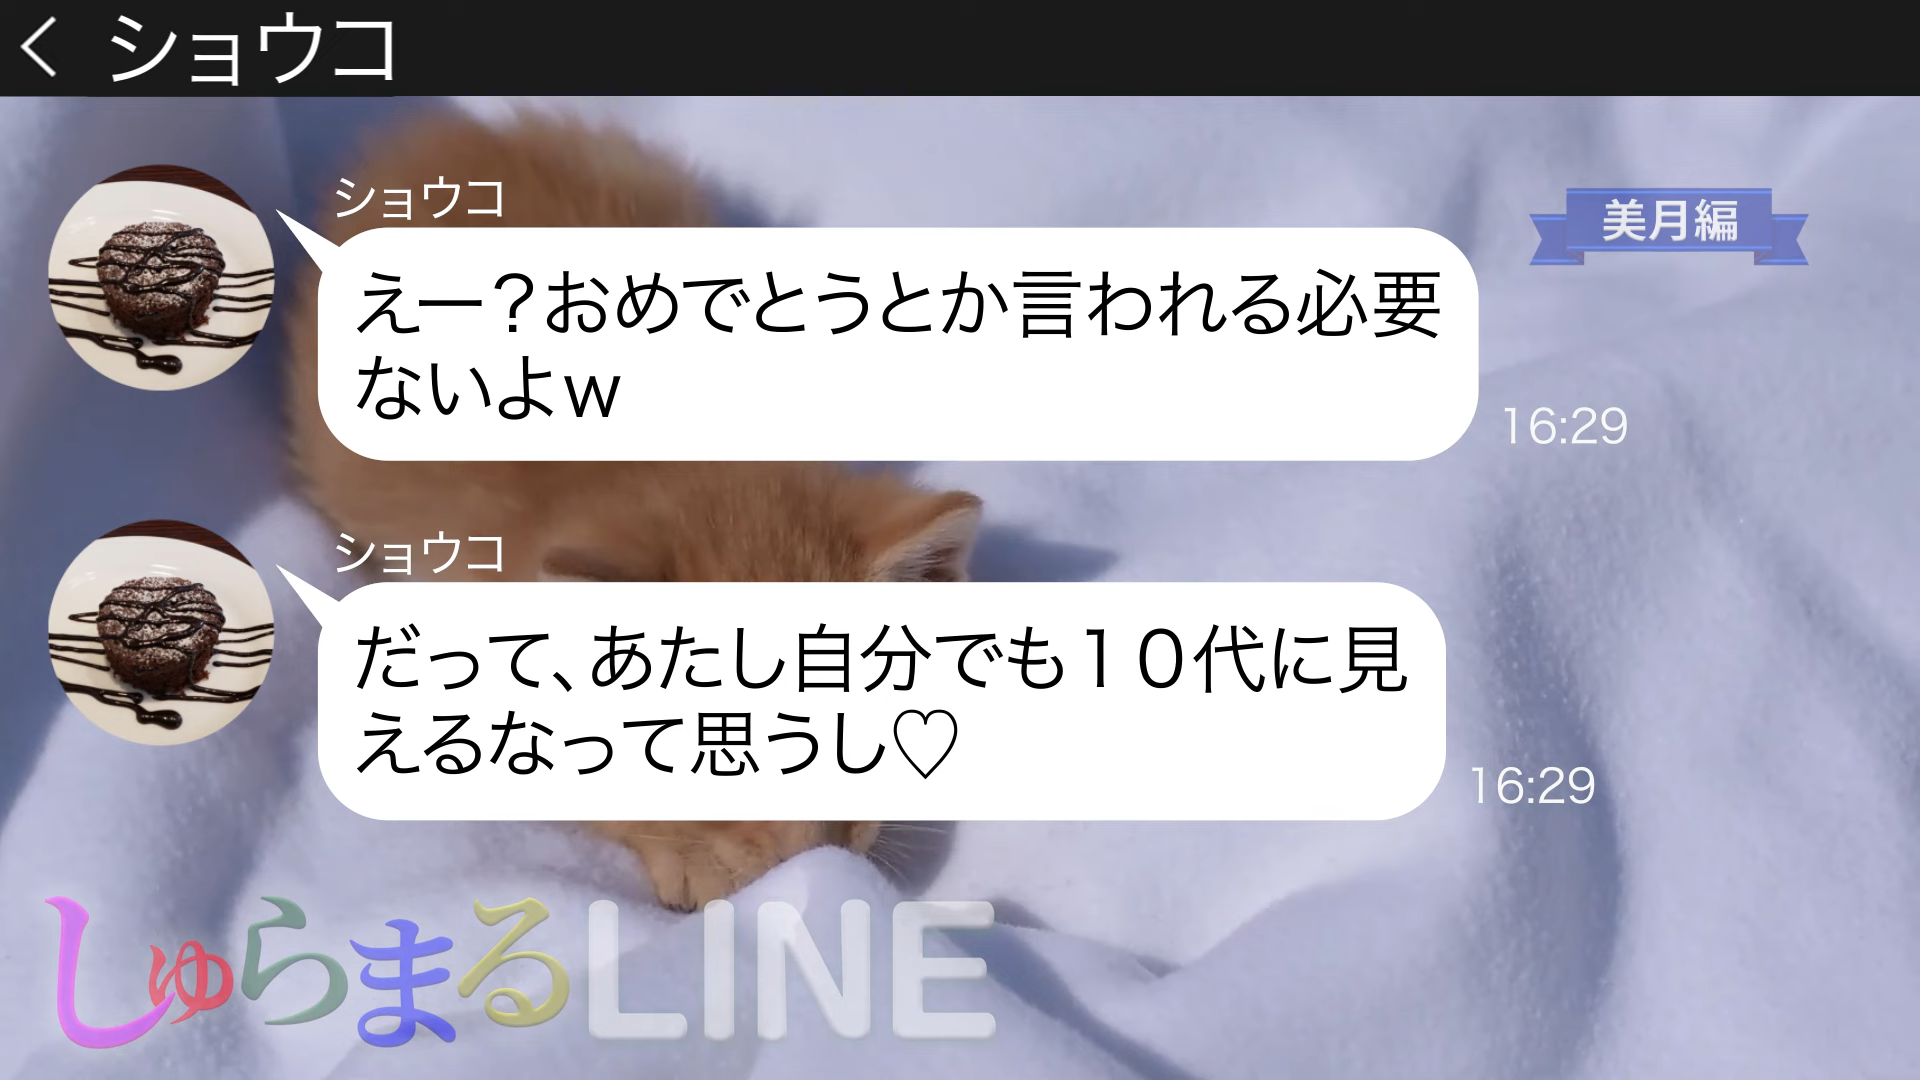 ショウコ
ショウコ
美月編
えー?おめでとうとか言われる必要
ないよw
16:29
ショウコ
だって、あたし自分でも10代に見
えるなって思うし♡
16:29
しゅらまるLINE